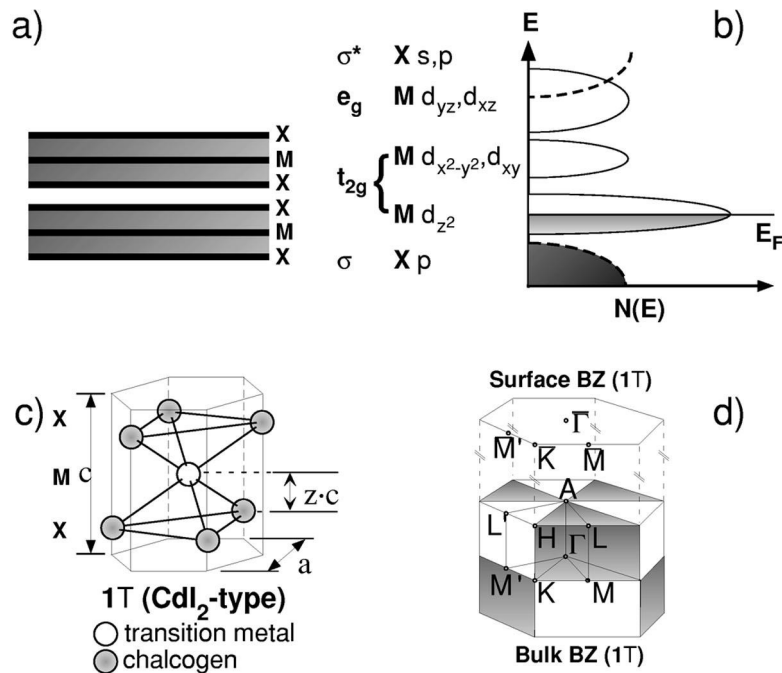 a)
X
M
X
X
M
X
b)
E
σ* X s,p
e_g M d_yz,d_xz
t_2g { M d_x²-y²,d_xy
M d_z²
σ X p
E_F
N(E)
c)
X
M
X
c
z·c
a
1T (CdI₂-type)
transition metal
chalcogen
d)
Surface BZ (1T)
Γ̅
M̅'
K̅
M̅
A
L'
H
L
Γ
M'
K
M
Bulk BZ (1T)